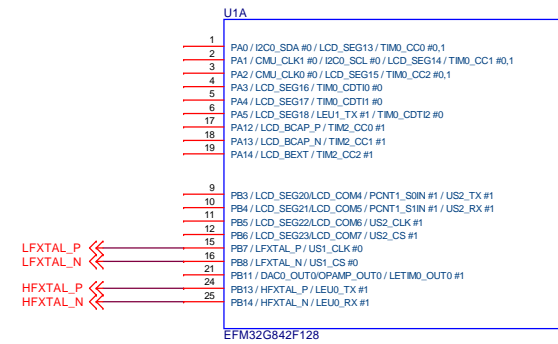 U1A
1 PA0 / I2C0_SDA #0 / LCD_SEG13 / TIM0_CC0 #0,1
2 PA1 / CMU_CLK1 #0 / I2C0_SCL #0 / LCD_SEG14 / TIM0_CC1 #0,1
3 PA2 / CMU_CLK0 #0 / LCD_SEG15 / TIM0_CC2 #0,1
4 PA3 / LCD_SEG16 / TIM0_CDTI0 #0
5 PA4 / LCD_SEG17 / TIM0_CDTI1 #0
6 PA5 / LCD_SEG18 / LEU1_TX #1 / TIM0_CDTI2 #0
17 PA12 / LCD_BCAP_P / TIM2_CC0 #1
18 PA13 / LCD_BCAP_N / TIM2_CC1 #1
19 PA14 / LCD_BEXT / TIM2_CC2 #1
9 PB3 / LCD_SEG20/LCD_COM4 / PCNT1_S0IN #1 / US2_TX #1
10 PB4 / LCD_SEG21/LCD_COM5 / PCNT1_S1IN #1 / US2_RX #1
11 PB5 / LCD_SEG22/LCD_COM6 / US2_CLK #1
12 PB6 / LCD_SEG23/LCD_COM7 / US2_CS #1
LFXTAL_P 15 PB7 / LFXTAL_P / US1_CLK #0
LFXTAL_N 16 PB8 / LFXTAL_N / US1_CS #0
21 PB11 / DAC0_OUT0/OPAMP_OUT0 / LETIM0_OUT0 #1
HFXTAL_P 24 PB13 / HFXTAL_P / LEU0_TX #1
HFXTAL_N 25 PB14 / HFXTAL_N / LEU0_RX #1
EFM32G842F128